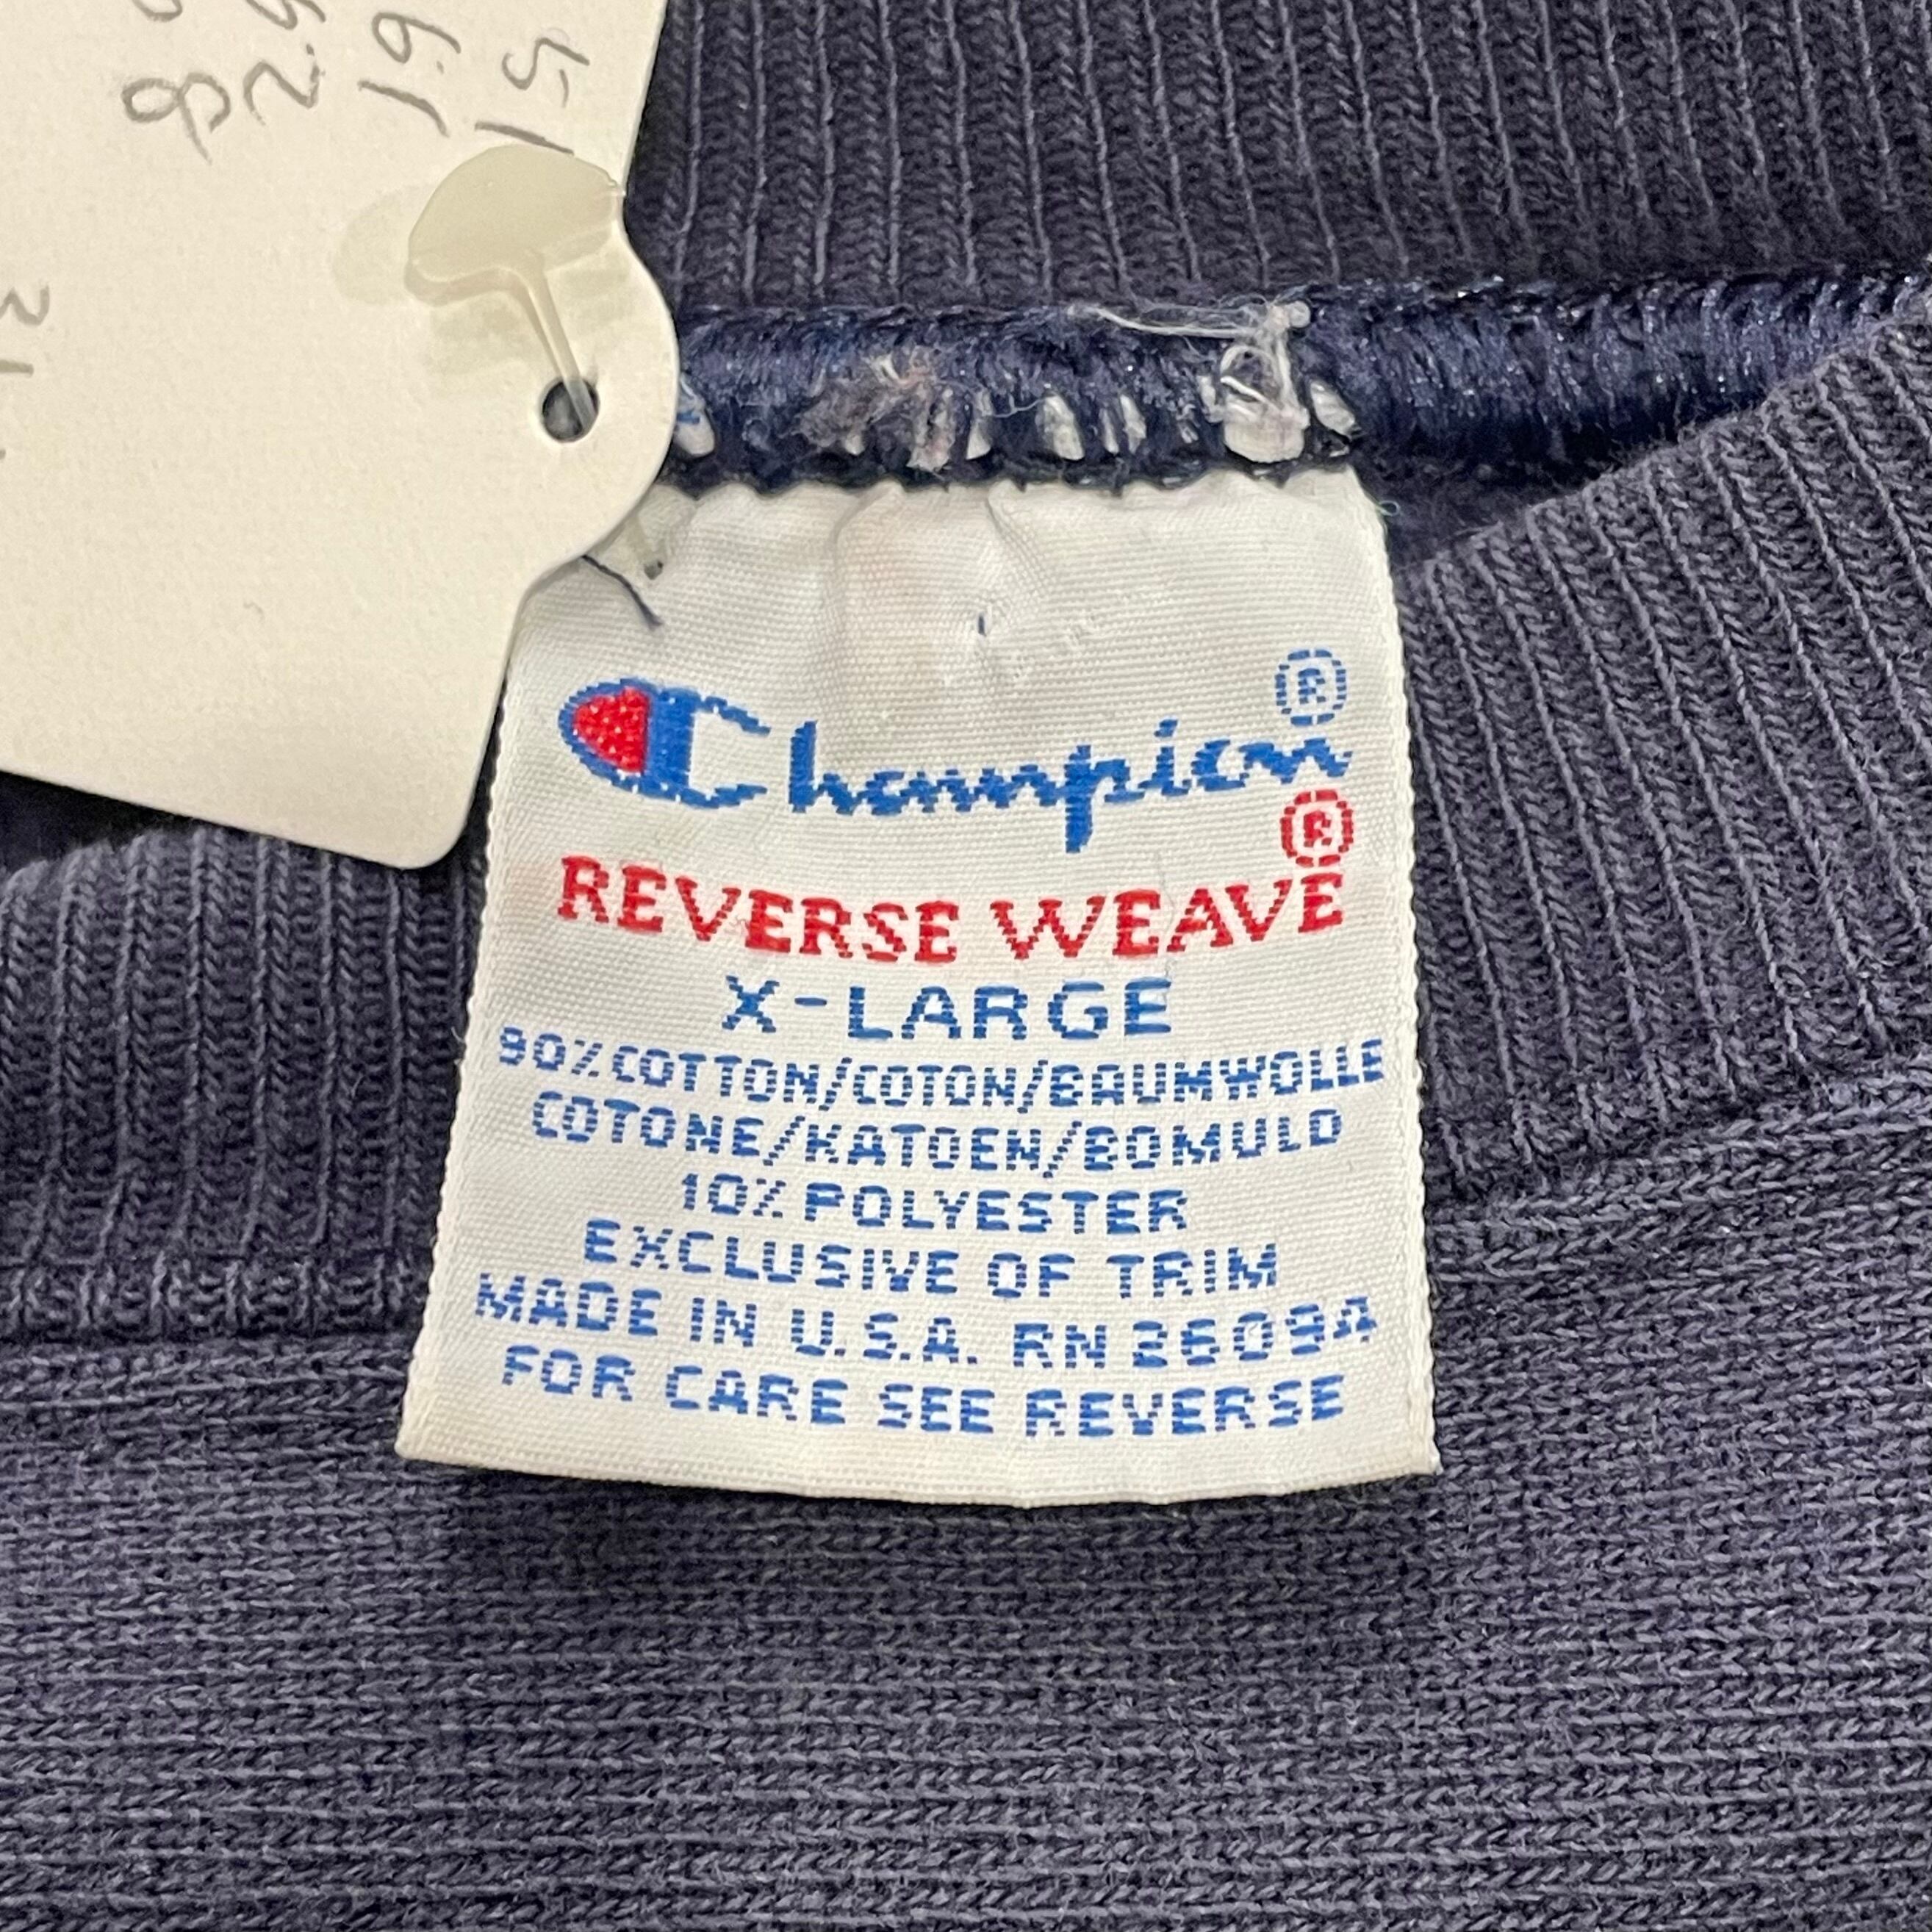 Champion®
REVERSE WEAVE®
X-LARGE
90% COTTON/COTON/BAUMWOLLE
COTONE/KATOEN/BOMULD
10% POLYESTER
EXCLUSIVE OF TRIM
MADE IN U.S.A. RN 26094
FOR CARE SEE REVERSE